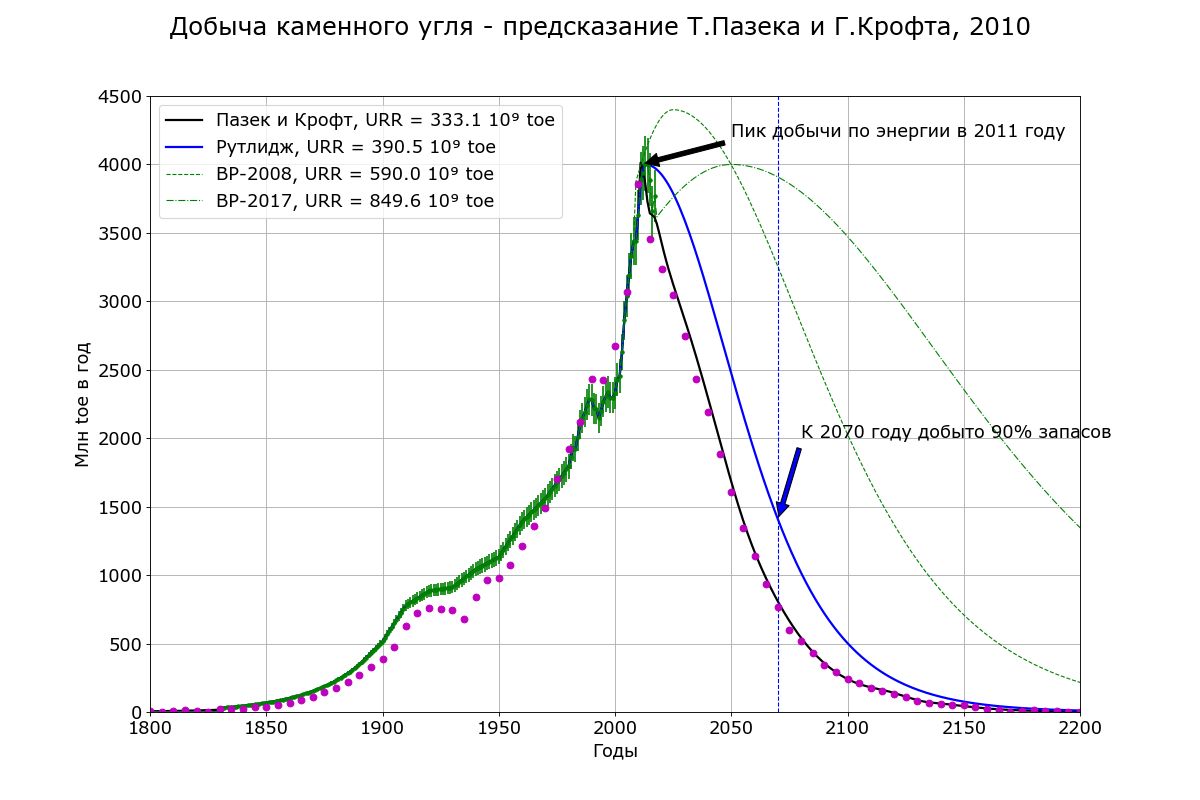 Добыча каменного угля - предсказание Т.Пазека и Г.Крофта, 2010
4500
4000
3500
3000
2500
2000
1500
1000
500
0
Млн toe в год
Пазек и Крофт, URR = 333.1 10⁹ toe
Рутлидж, URR = 390.5 10⁹ toe
BP-2008, URR = 590.0 10⁹ toe
BP-2017, URR = 849.6 10⁹ toe
Пик добычи по энергии в 2011 году
К 2070 году добыто 90% запасов
1800
1850
1900
1950
2000
2050
2100
2150
2200
Годы